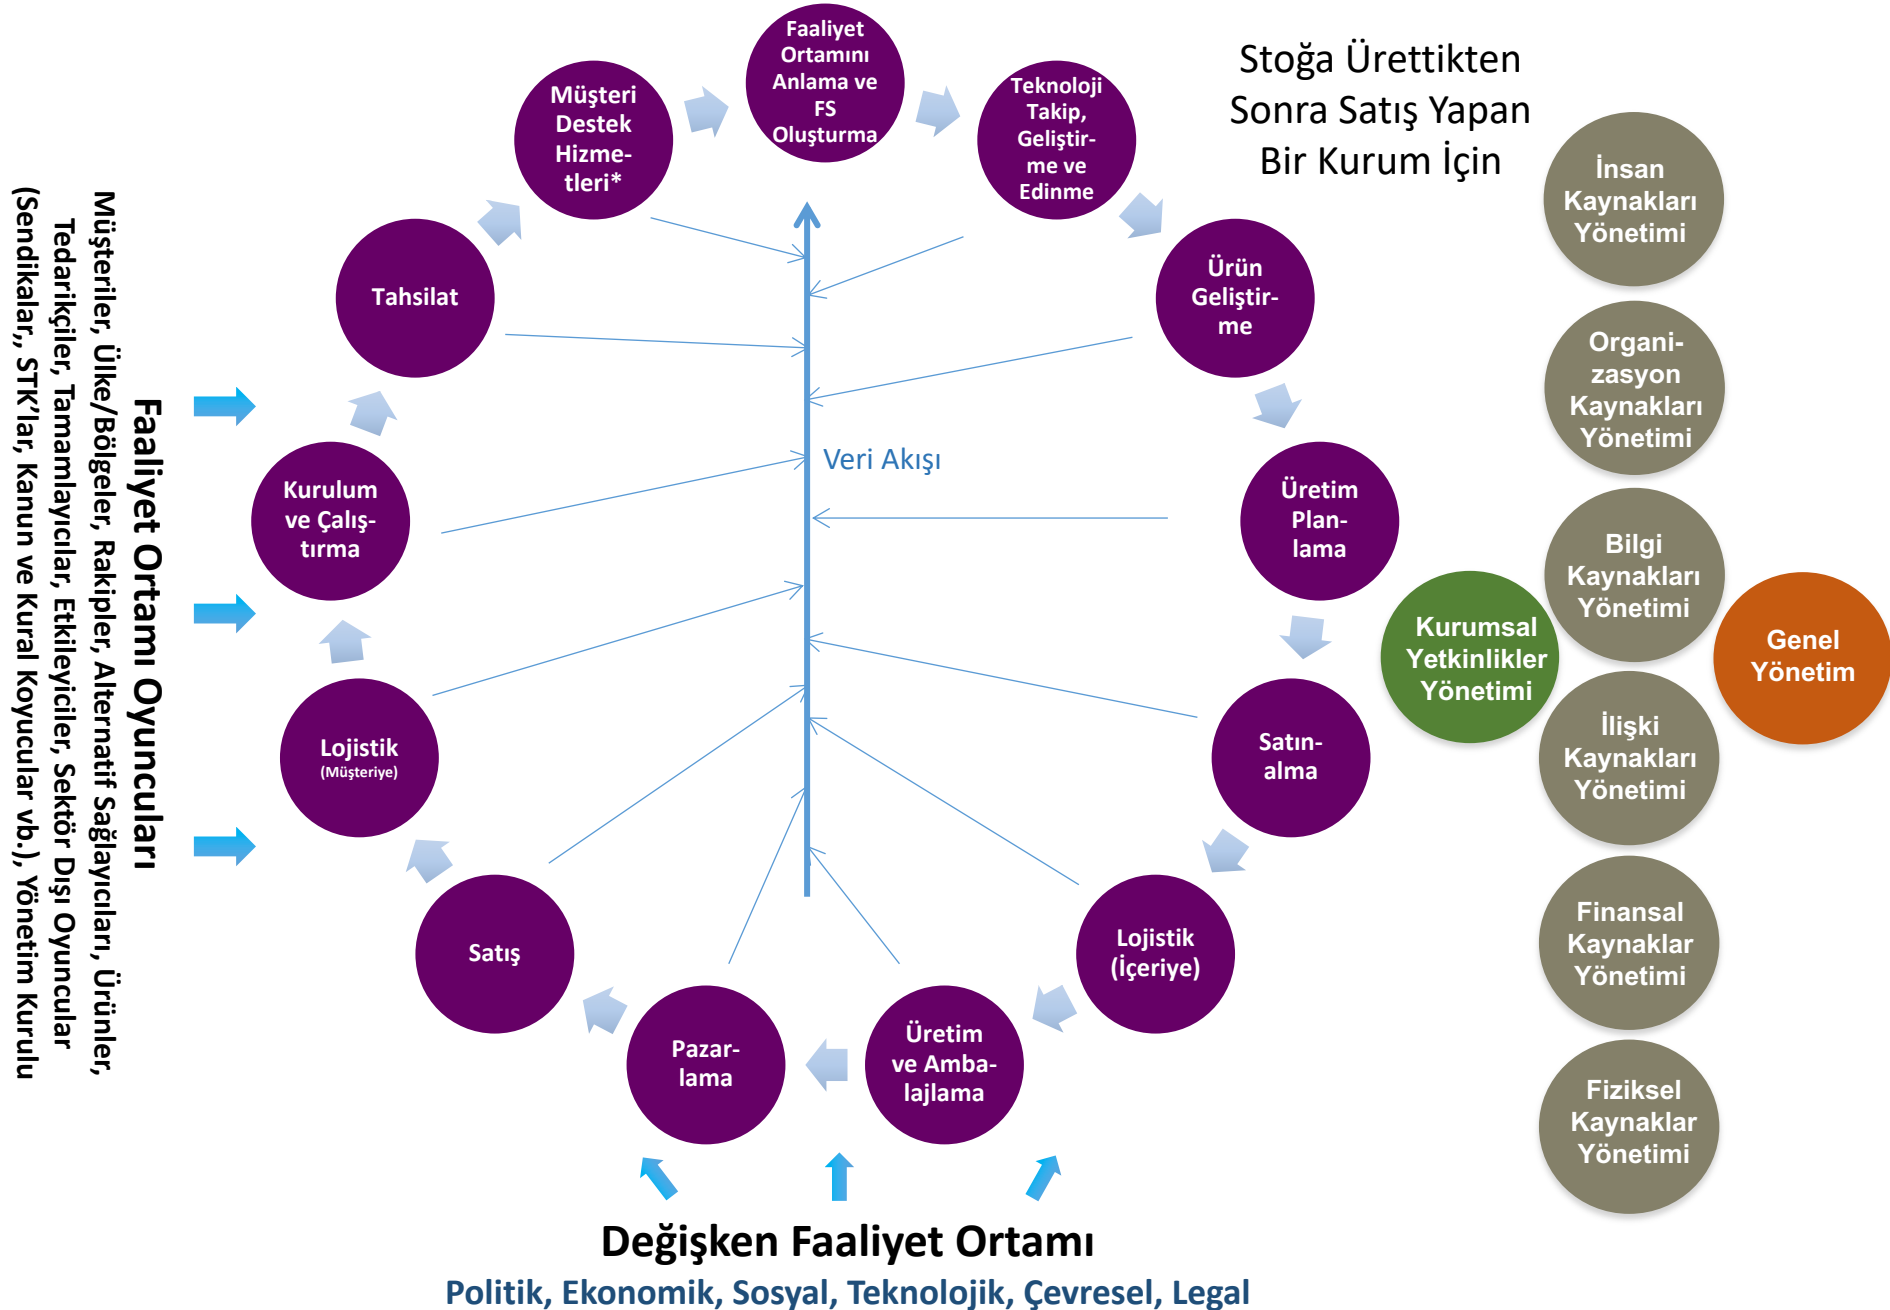 Faaliyet
Ortamını
Anlama ve
FS
Oluşturma
Teknoloji
Takip,
Geliştir-
me ve
Edinme
Ürün
Geliştir-
me
Üretim
Plan-
lama
Satın-
alma
Lojistik
(İçeriye)
Üretim
ve Amba-
lajlama
Pazar-
lama
Satış
Lojistik
(Müşteriye)
Kurulum
ve Çalış-
tırma
Tahsilat
Müşteri
Destek
Hizme-
tleri*
Veri Akışı
Stoğa Ürettikten
Sonra Satış Yapan
Bir Kurum İçin
İnsan
Kaynakları
Yönetimi
Organi-
zasyon
Kaynakları
Yönetimi
Bilgi
Kaynakları
Yönetimi
Kurumsal
Yetkinlikler
Yönetimi
Genel
Yönetim
İlişki
Kaynakları
Yönetimi
Finansal
Kaynaklar
Yönetimi
Fiziksel
Kaynaklar
Yönetimi
Faaliyet Ortamı Oyuncuları
Müşteriler, Ülke/Bölgeler, Rakipler, Alternatif Sağlayıcıları, Ürünler,
Tedarikçiler, Tamamlayıcılar, Etkileyiciler, Sektör Dışı Oyuncular
(Sendikalar,, STK’lar, Kanun ve Kural Koyucular vb.), Yönetim Kurulu
Değişken Faaliyet Ortamı
Politik, Ekonomik, Sosyal, Teknolojik, Çevresel, Legal